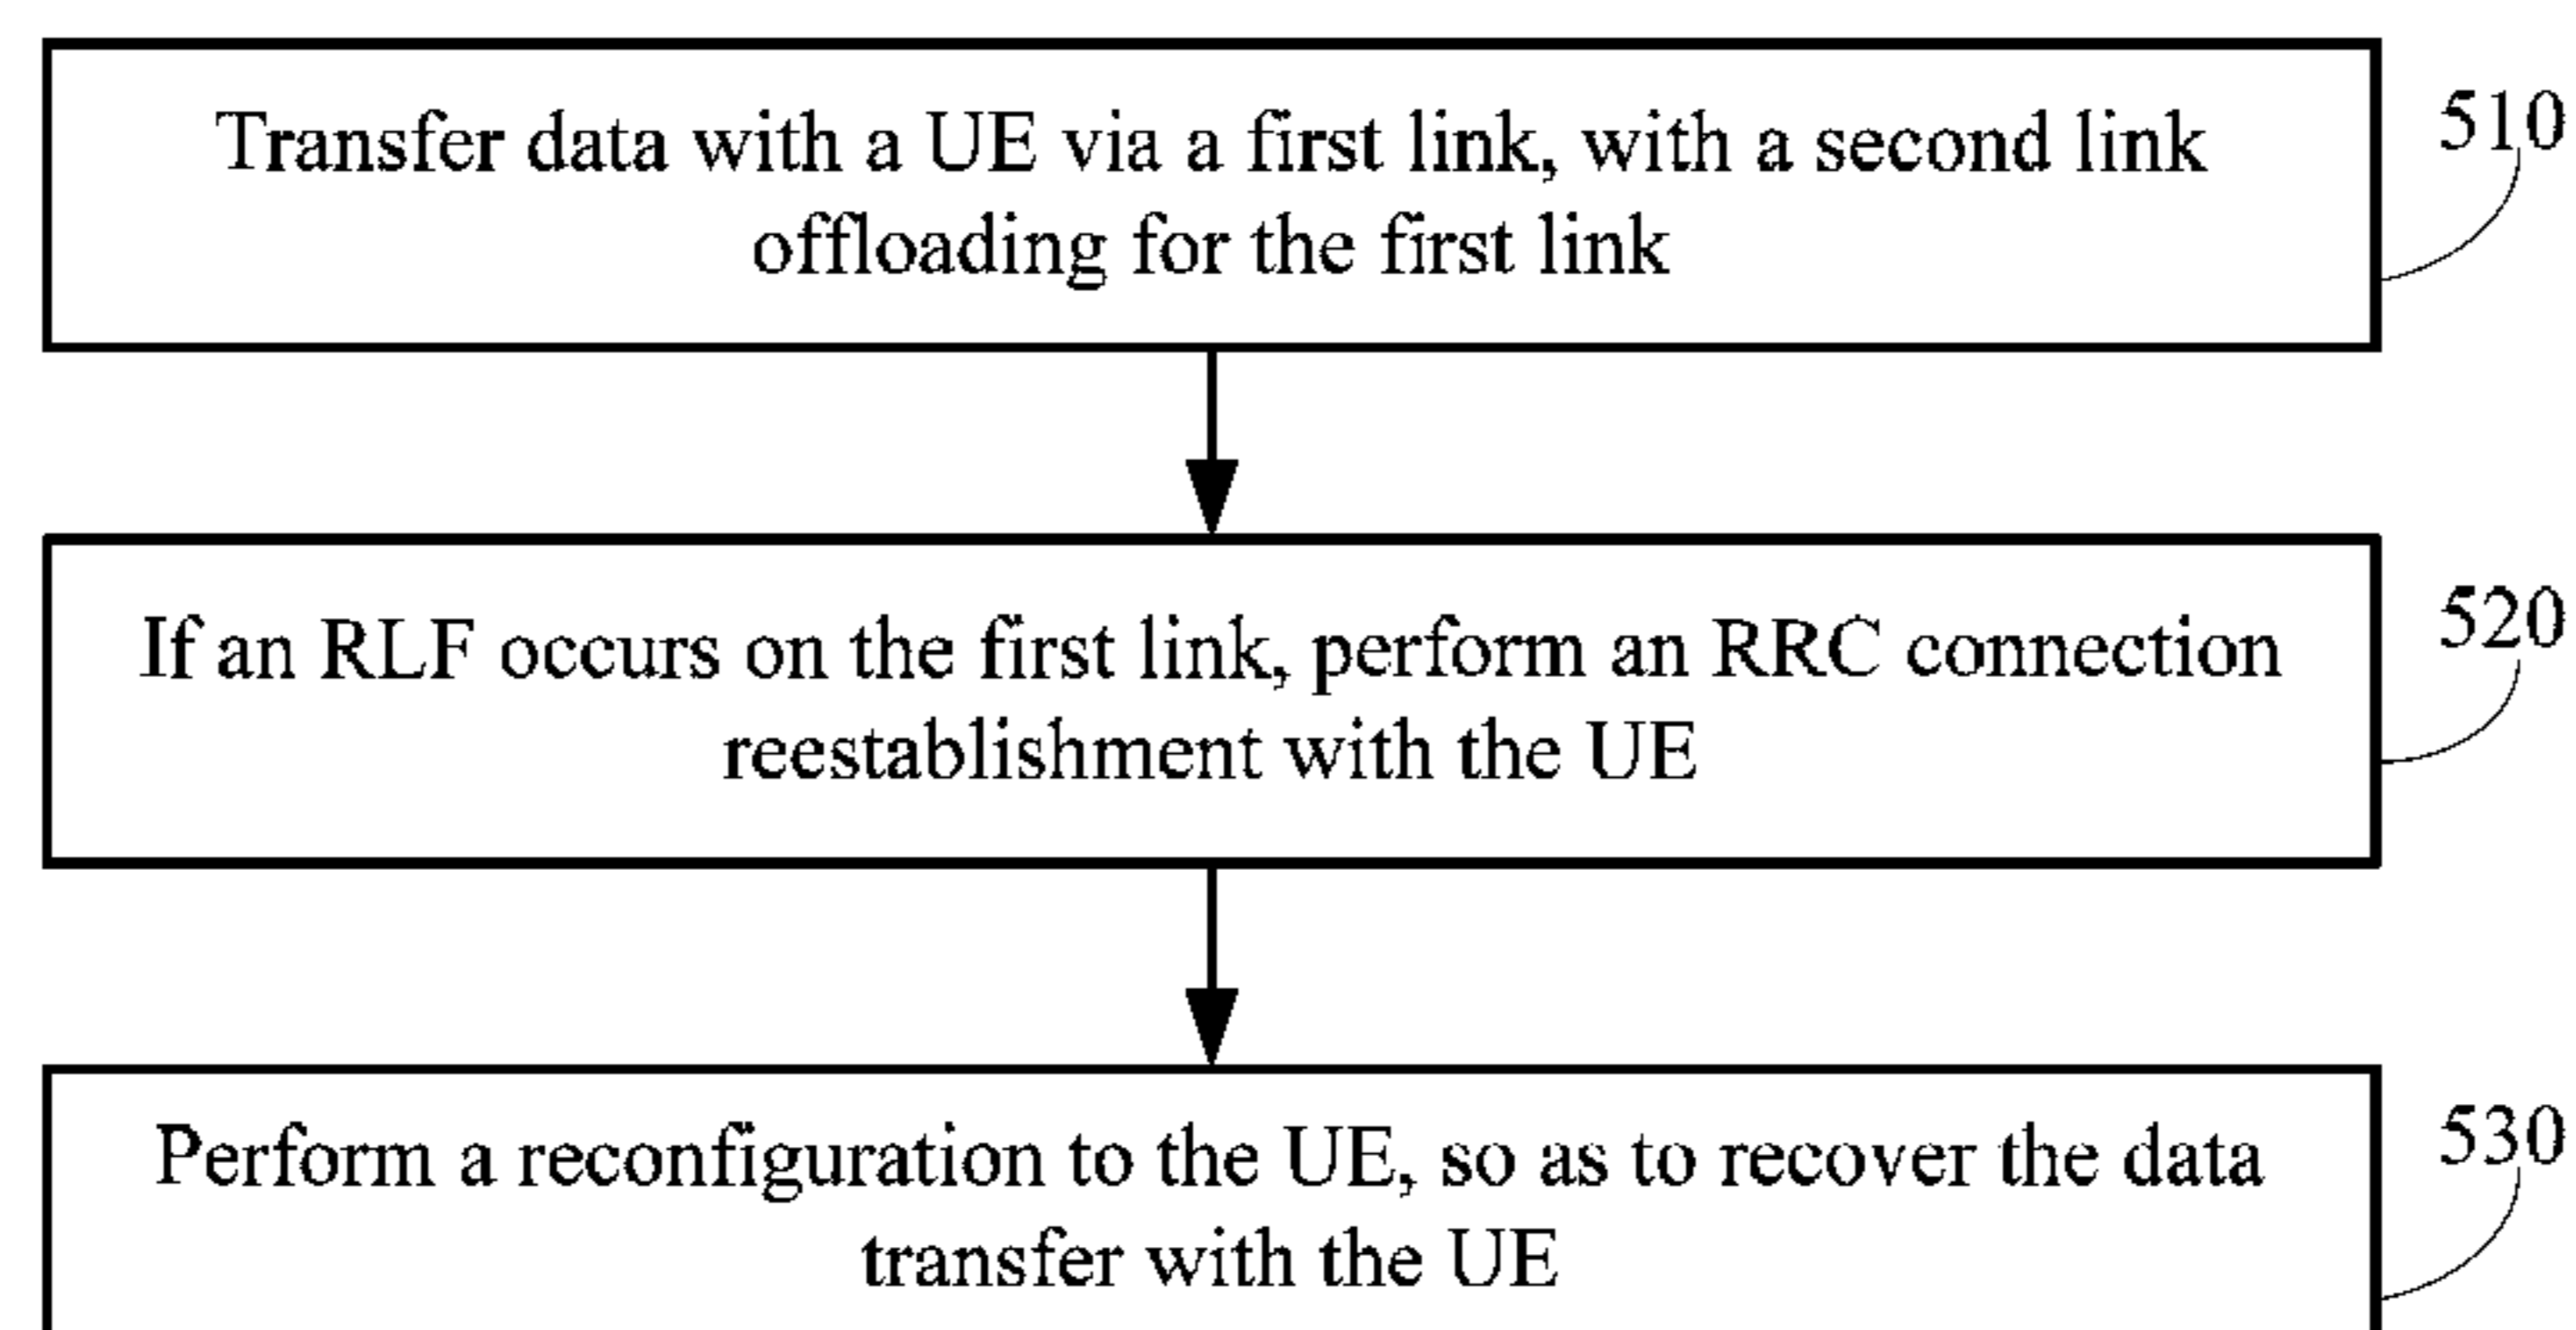 Transfer data with a UE via a first link, with a second link
offloading for the first link
510
If an RLF occurs on the first link, perform an RRC connection
reestablishment with the UE
520
Perform a reconfiguration to the UE, so as to recover the data
transfer with the UE
530